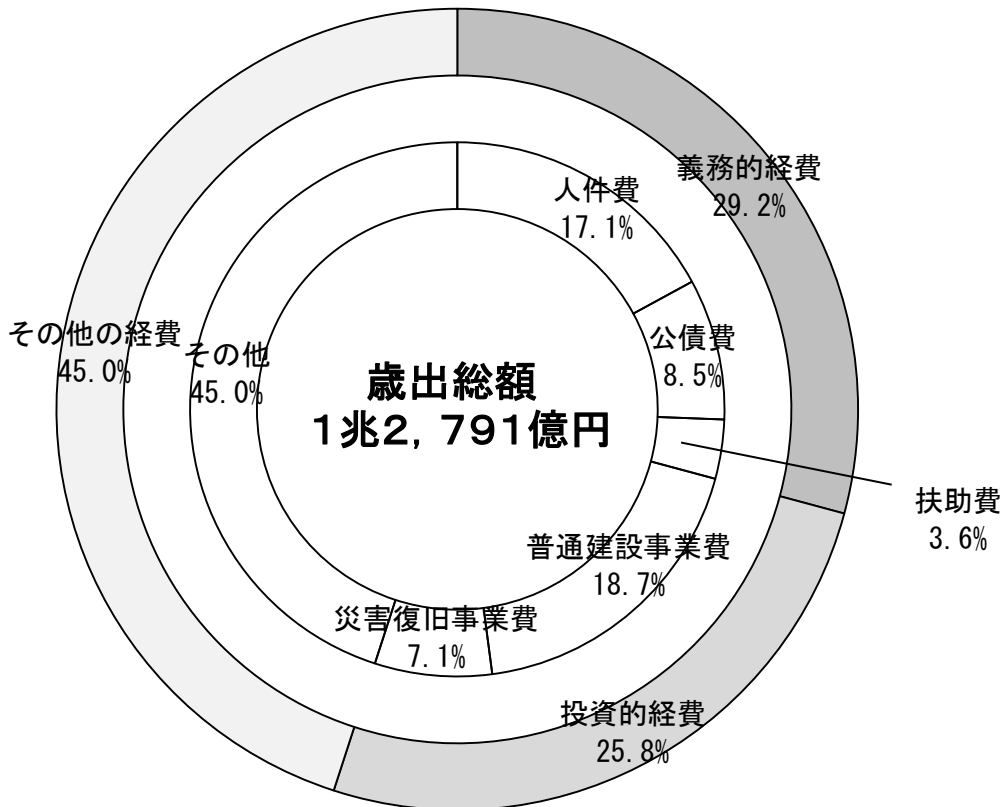 義務的経費
29.2%
人件費
17.1%
公債費
8.5%
その他の経費
45.0%
その他
45.0%
歳出総額
1兆2,791億円
扶助費
3.6%
普通建設事業費
18.7%
災害復旧事業費
7.1%
投資的経費
25.8%